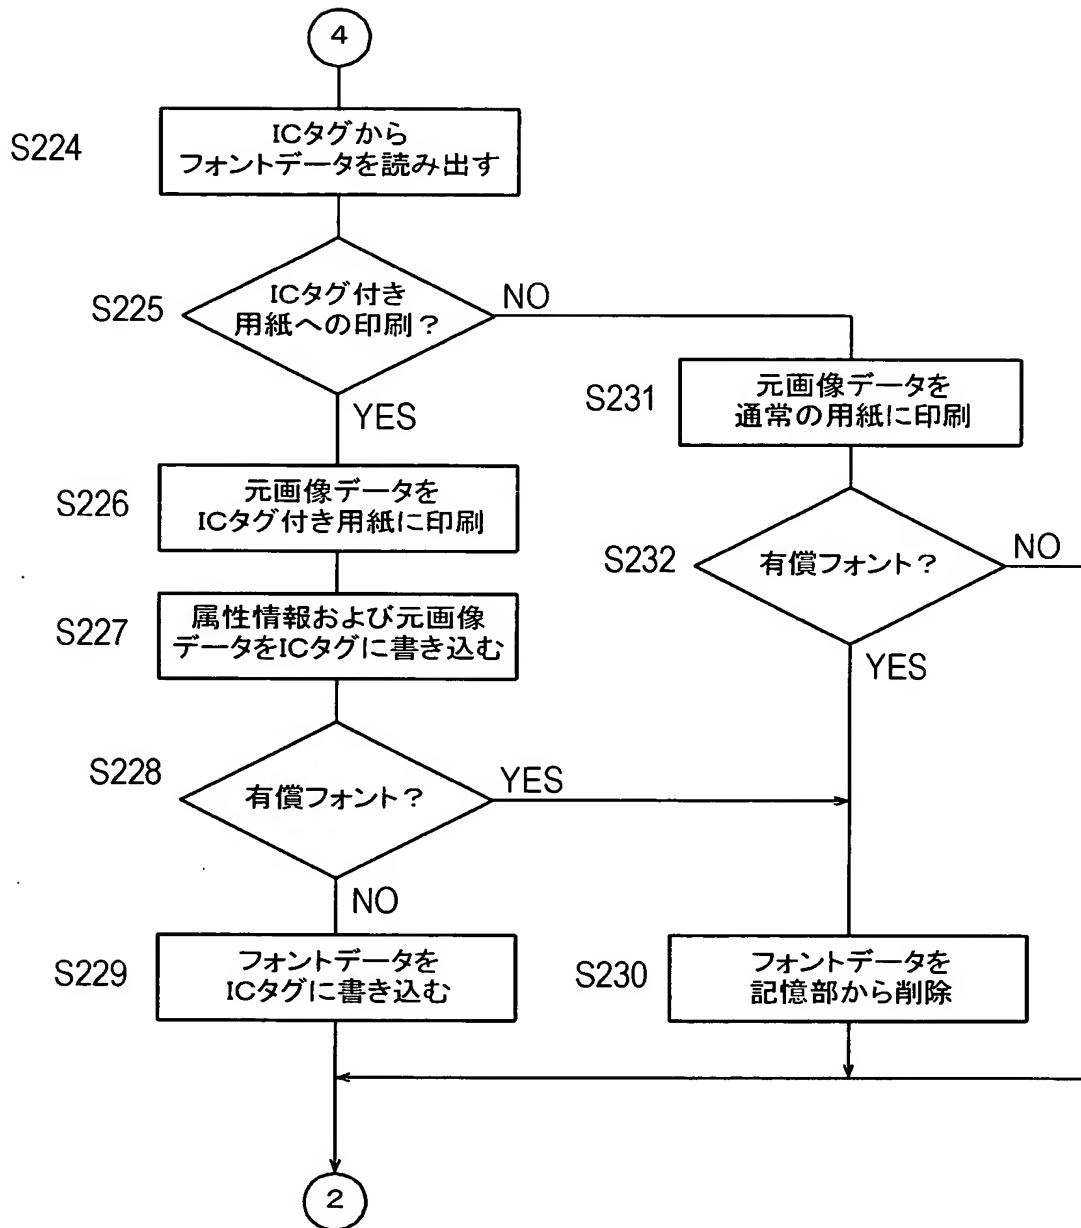 4
S224
ICタグから
フォントデータを読み出す
S225
ICタグ付き
用紙への印刷？
NO
YES
S231
元画像データを
通常の用紙に印刷
S226
元画像データを
ICタグ付き用紙に印刷
S232
有償フォント？
NO
YES
S227
属性情報および元画像
データをICタグに書き込む
S228
有償フォント？
YES
NO
S229
フォントデータを
ICタグに書き込む
S230
フォントデータを
記憶部から削除
2